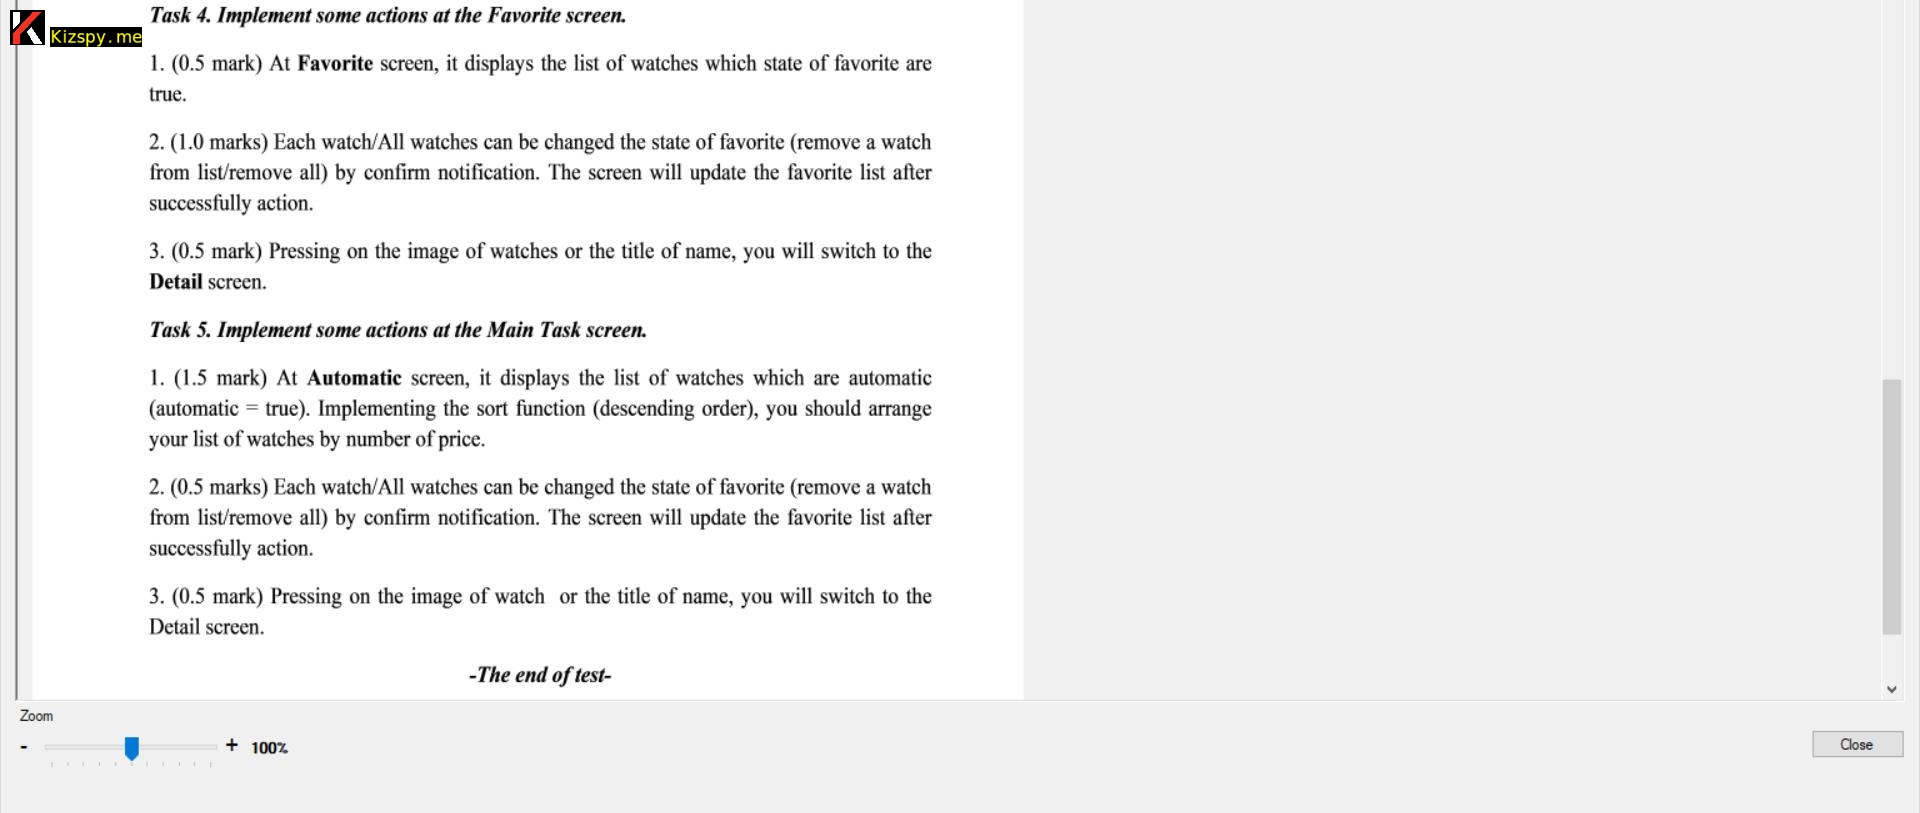 Kizspy.me
Task 4. Implement some actions at the Favorite screen.
1. (0.5 mark) At Favorite screen, it displays the list of watches which state of favorite are
true.
2. (1.0 marks) Each watch/All watches can be changed the state of favorite (remove a watch
from list/remove all) by confirm notification. The screen will update the favorite list after
successfully action.
3. (0.5 mark) Pressing on the image of watches or the title of name, you will switch to the
Detail screen.
Task 5. Implement some actions at the Main Task screen.
1. (1.5 mark) At Automatic screen, it displays the list of watches which are automatic
(automatic = true). Implementing the sort function (descending order), you should arrange
your list of watches by number of price.
2. (0.5 marks) Each watch/All watches can be changed the state of favorite (remove a watch
from list/remove all) by confirm notification. The screen will update the favorite list after
successfully action.
3. (0.5 mark) Pressing on the image of watch or the title of name, you will switch to the
Detail screen.
-The end of test-
Zoom
- + 100%
Close